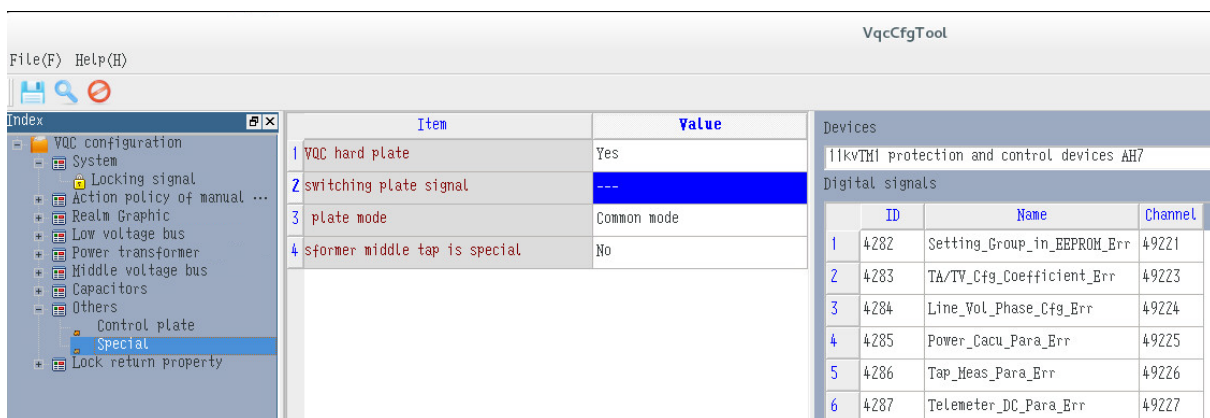 VqcCfgTool
File(F) Help(H)
Index
VQC configuration
System
Locking signal
Action policy of manual ...
Realm Graphic
Low voltage bus
Power transformer
Middle voltage bus
Capacitors
Others
Control plate
Special
Lock return property
Item Value
1 VQC hard plate Yes
2 switching plate signal ---
3 plate mode Common mode
4 sformer middle tap is special No
Devices
11kvTM1 protection and control devices AH7
Digital signals
ID Name Channel
1 4282 Setting_Group_in_EEPROM_Err 49221
2 4283 TA/TV_Cfg_Coefficient_Err 49223
3 4284 Line_Vol_Phase_Cfg_Err 49224
4 4285 Power_Cacu_Para_Err 49225
5 4286 Tap_Meas_Para_Err 49226
6 4287 Telemeter_DC_Para_Err 49227